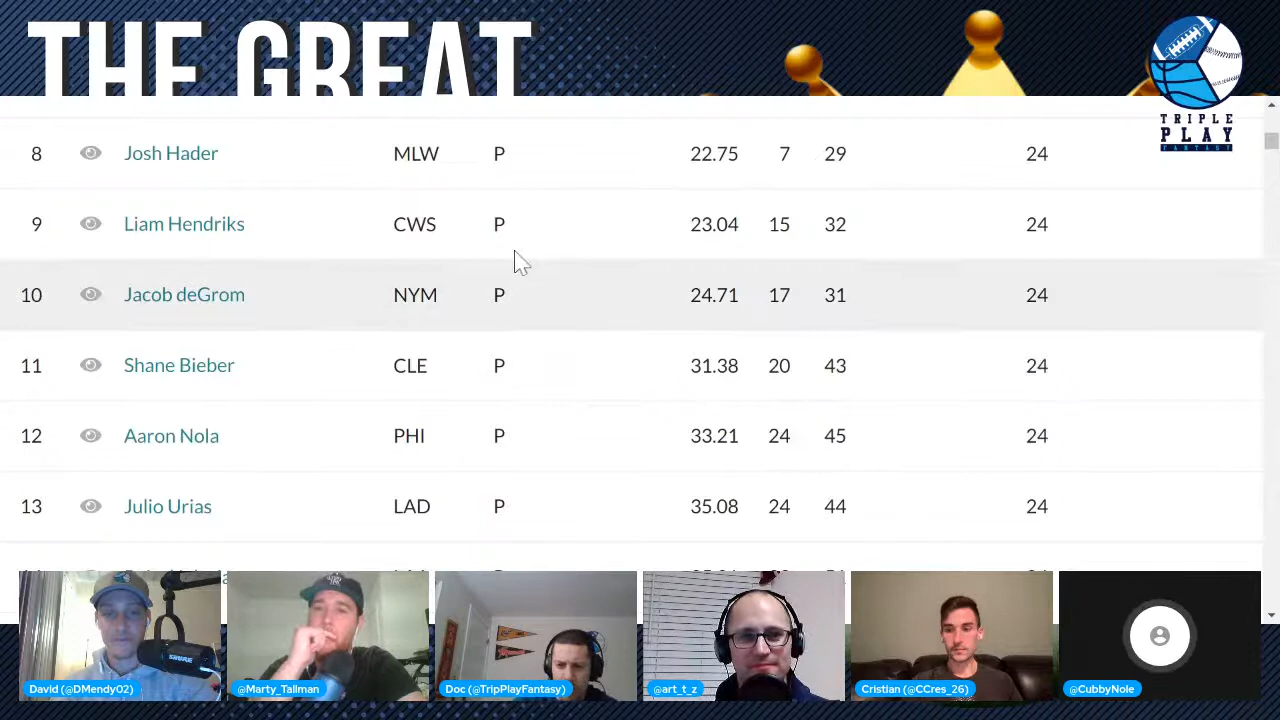 THE GREAT
TRIPLE
PLAY
FANTASY
8 Josh Hader MLW P 22.75 7 29 24
9 Liam Hendriks CWS P 23.04 15 32 24
10 Jacob deGrom NYM P 24.71 17 31 24
11 Shane Bieber CLE P 31.38 20 43 24
12 Aaron Nola PHI P 33.21 24 45 24
13 Julio Urias LAD P 35.08 24 44 24
David (@DMendy02) @Marty_Tallman Doc (@TripPlayFantasy) @art_t_z Cristian (@CCres_26) @CubbyNole